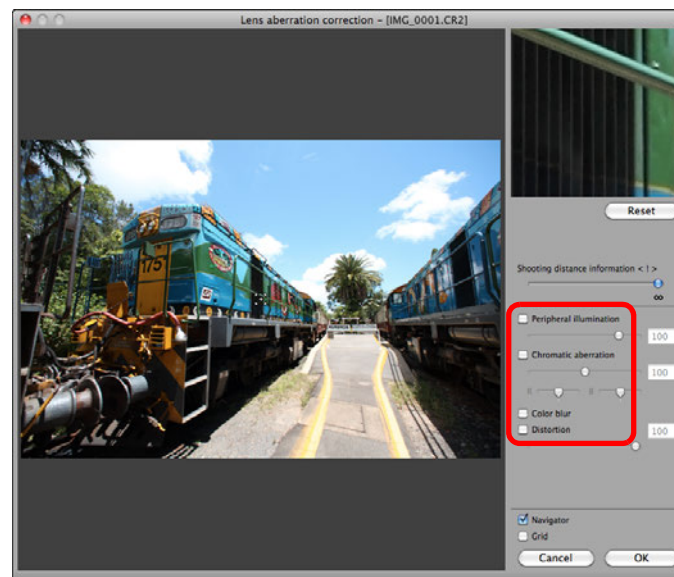 Lens aberration correction – [IMG_0001.CR2]
175
Reset
Shooting distance information < ! >
∞
Peripheral illumination
100
Chromatic aberration
100
R
B
Color blur
Distortion
100
Navigator
Grid
Cancel
OK